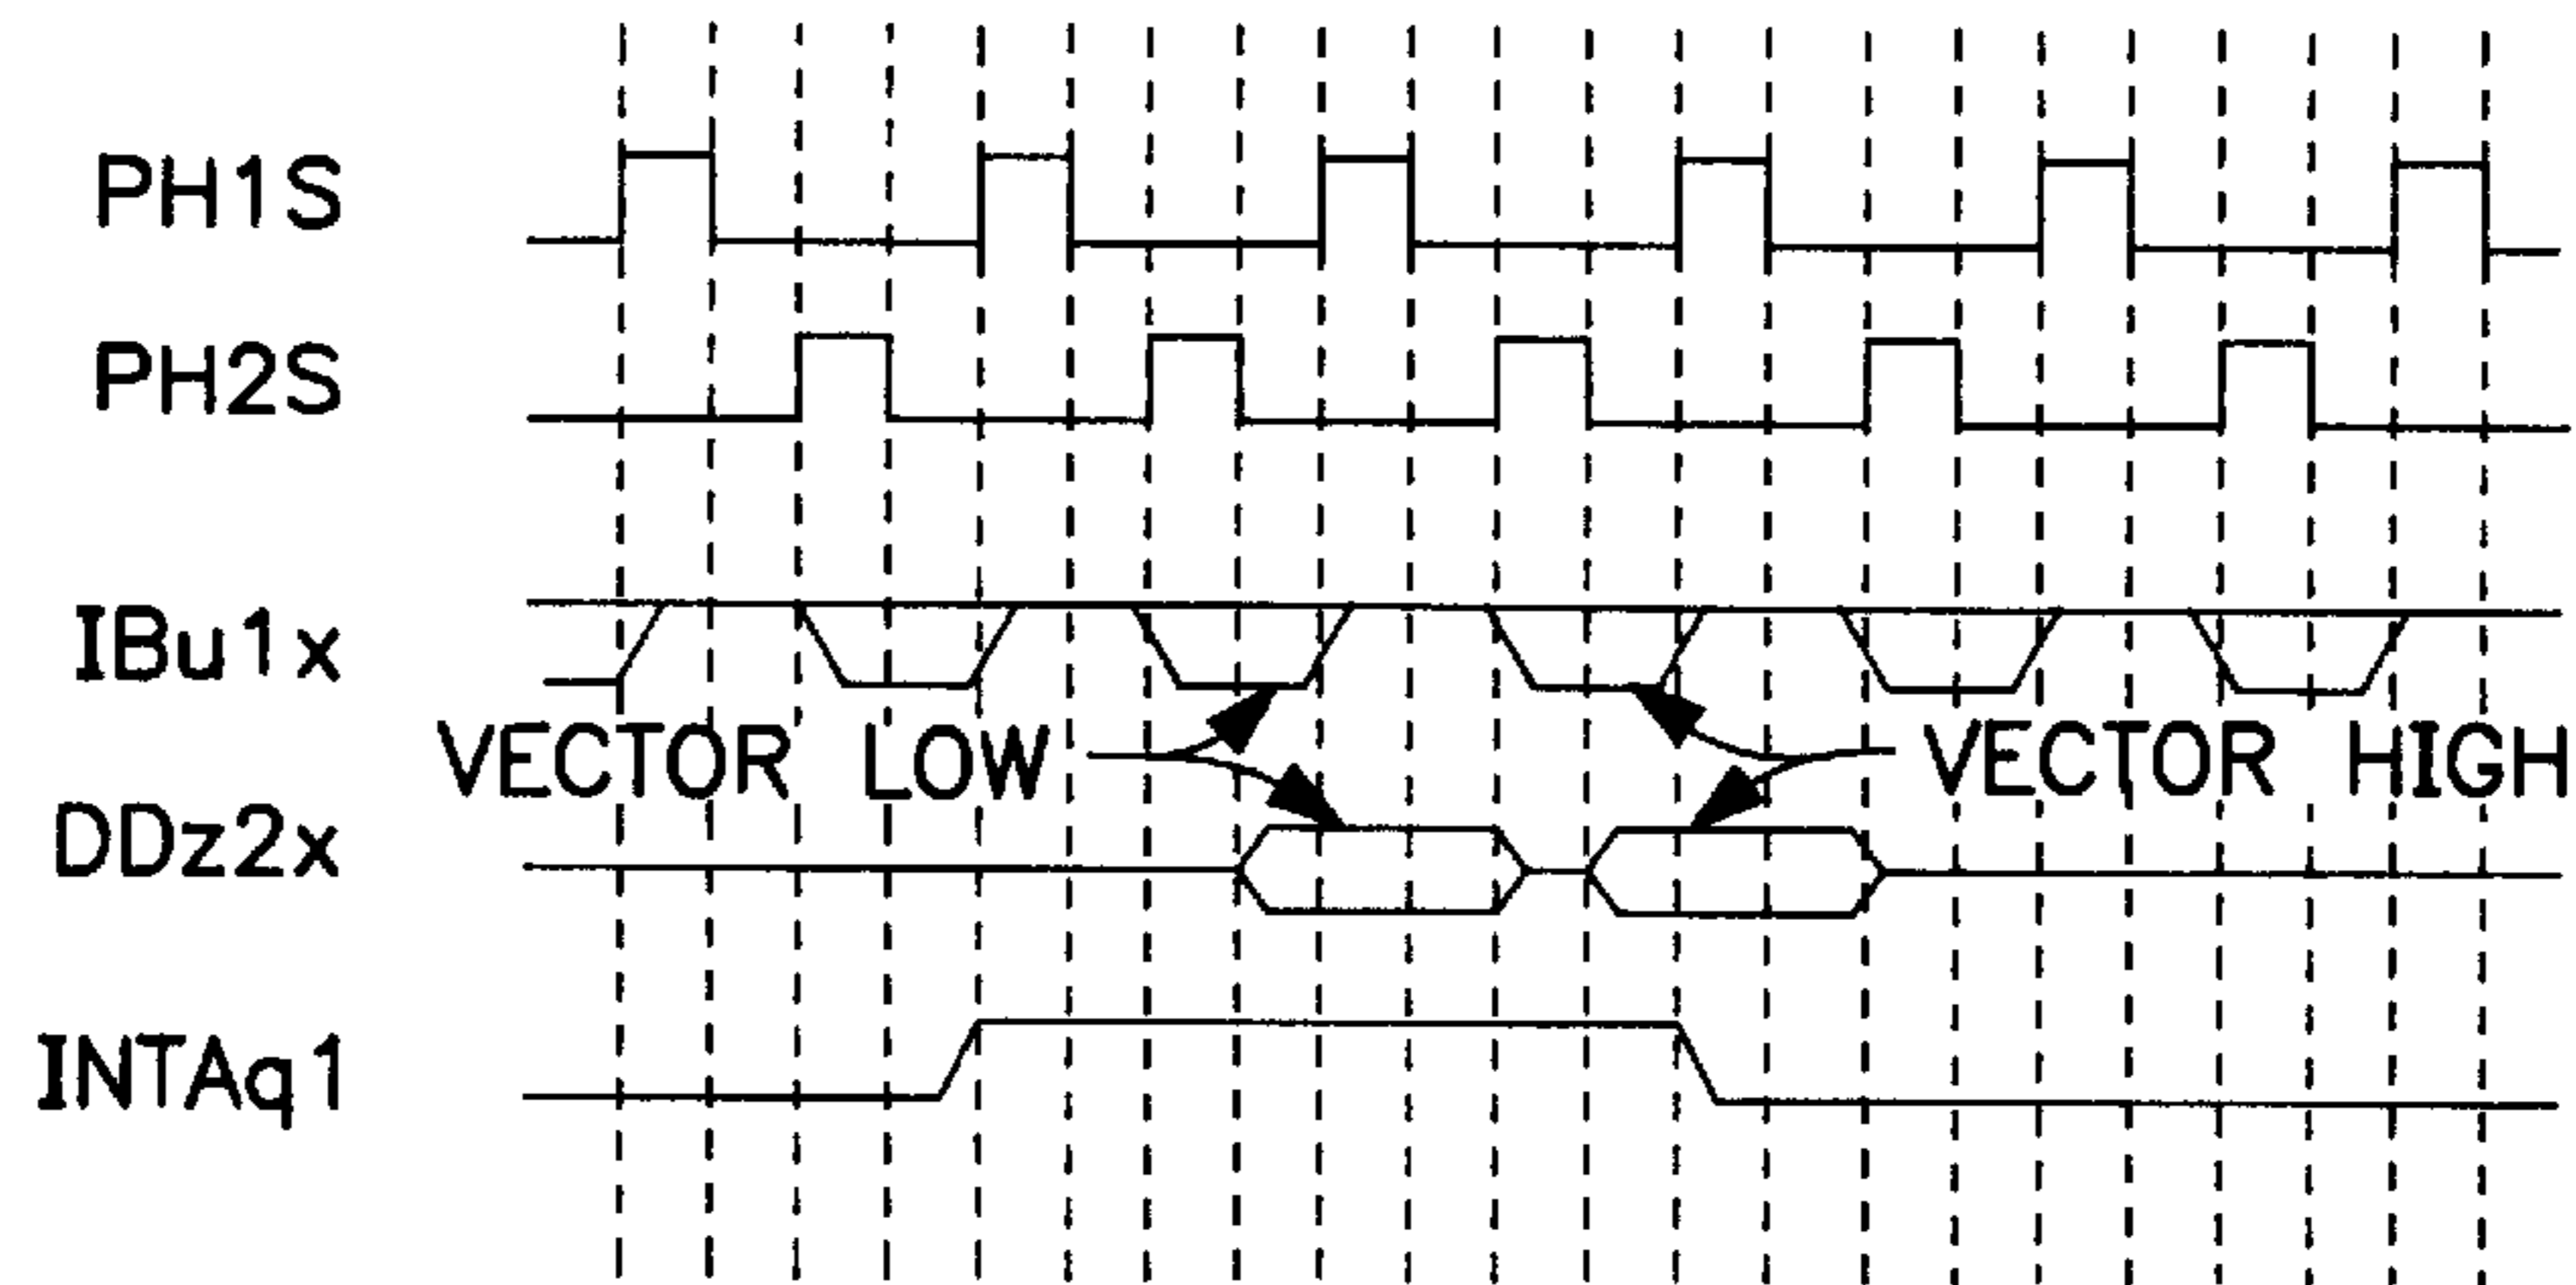 PH1S
PH2S
IBu1x
VECTOR LOW
VECTOR HIGH
DDz2x
INTAq1